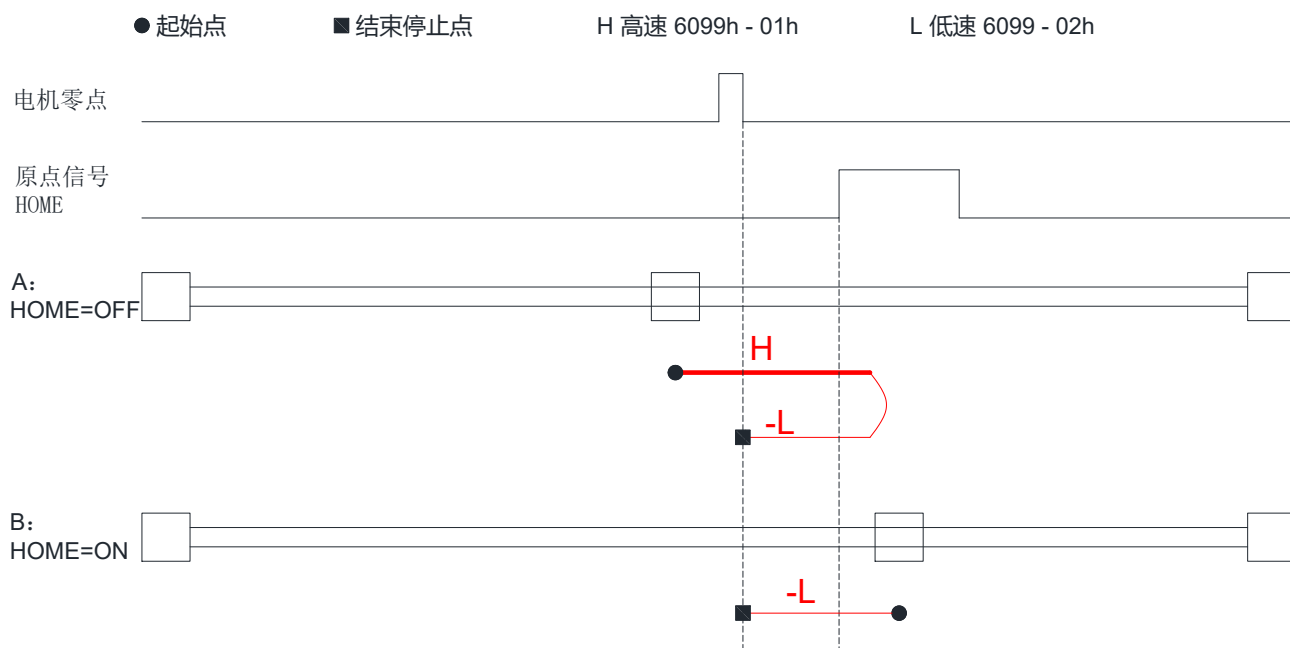 ● 起始点 ■ 结束停止点 H 高速 6099h - 01h L 低速 6099 - 02h
电机零点
原点信号
HOME
A：
HOME=OFF
H
-L
B：
HOME=ON
-L